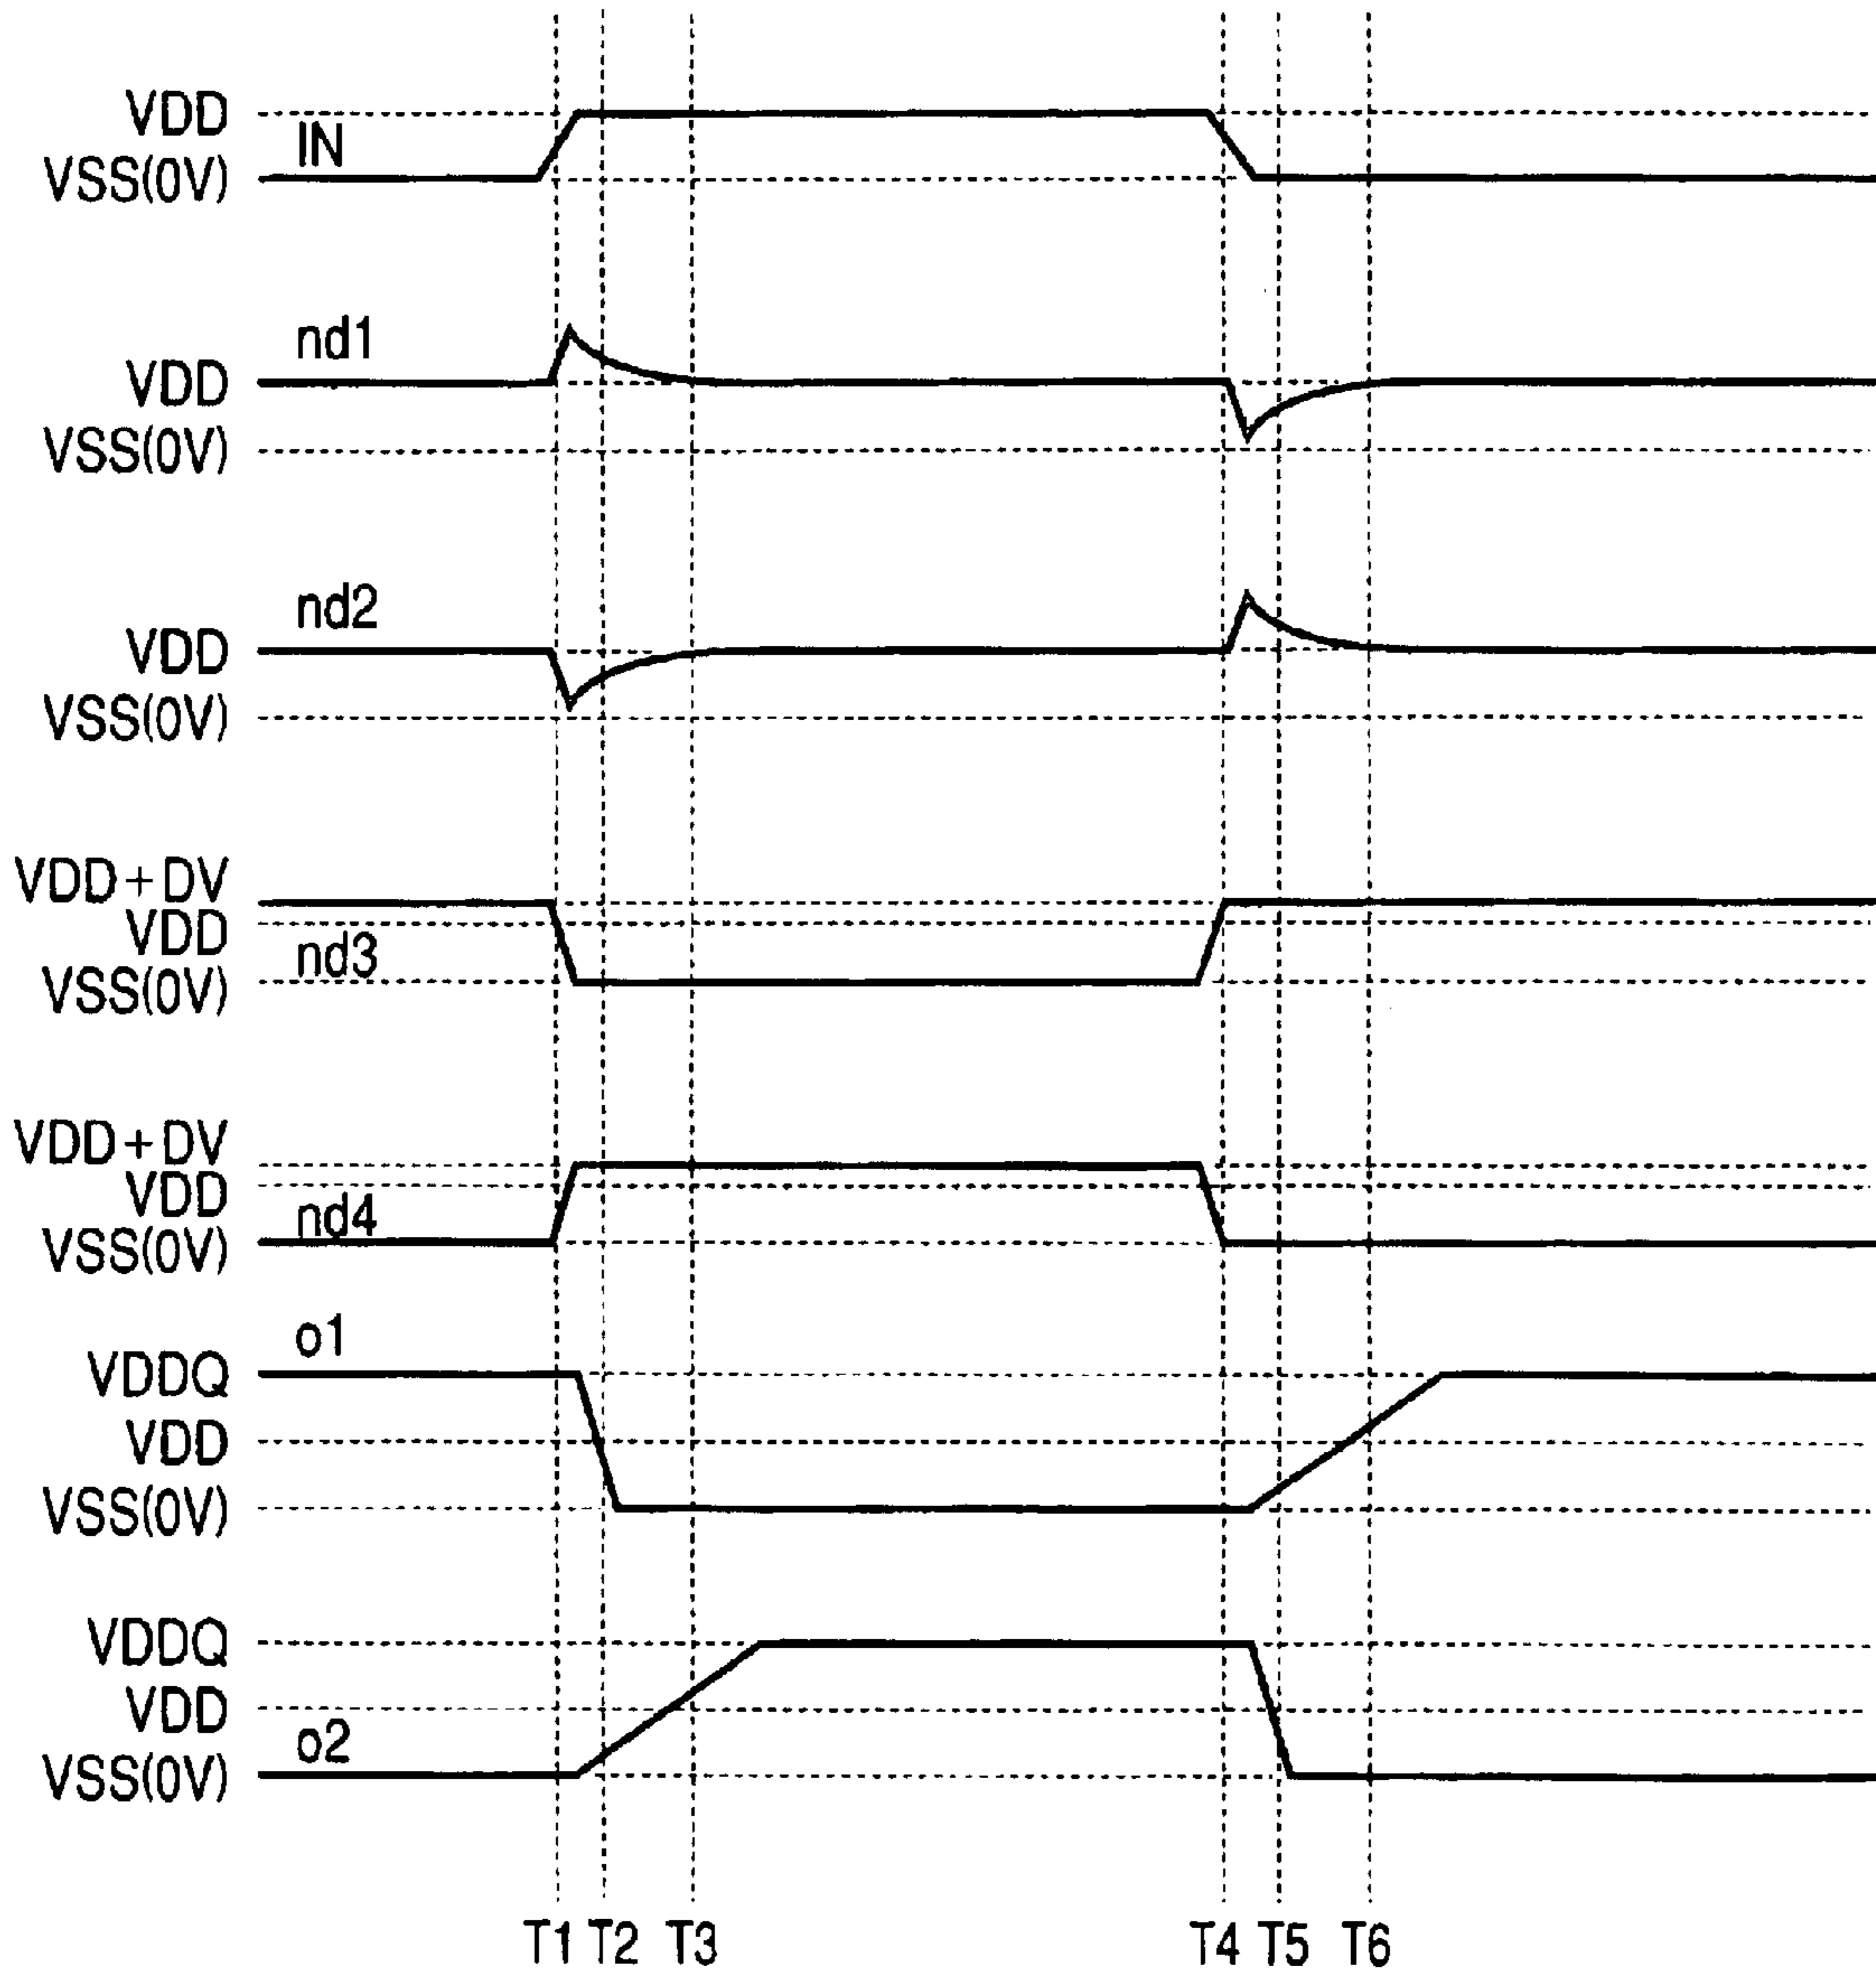 VDD
IN
VSS(0V)
nd1
VDD
VSS(0V)
nd2
VDD
VSS(0V)
VDD+DV
VDD
nd3
VSS(0V)
VDD+DV
VDD
nd4
VSS(0V)
o1
VDDQ
VDD
VSS(0V)
VDDQ
VDD
o2
VSS(0V)
T1 T2 T3 T4 T5 T6